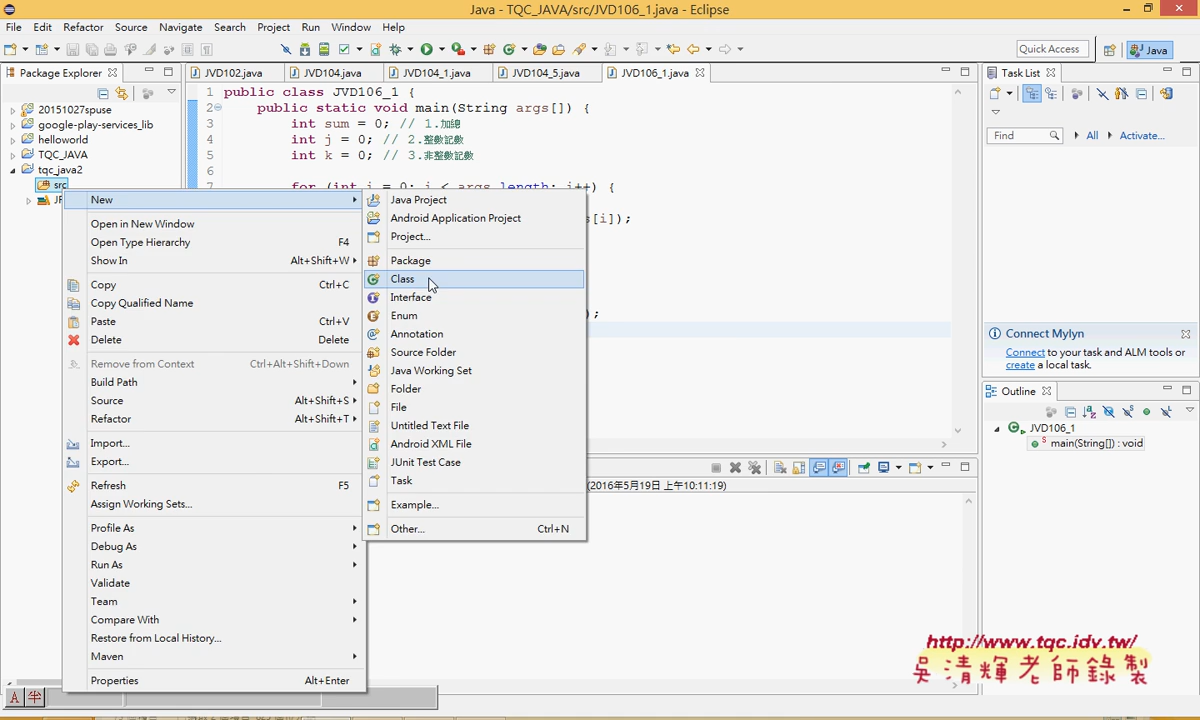 Java - TQC_JAVA/src/JVD106_1.java - Eclipse
File Edit Refactor Source Navigate Search Project Run Window Help
Quick Access
Java
Package Explorer
JVD102.java
JVD104.java
JVD104_1.java
JVD104_5.java
JVD106_1.java
Task List
20151027spuse
google-play-services_lib
helloworld
TQC_JAVA
tqc_java2
src
1 public class JVD106_1 {
2 public static void main(String args[]) {
3 int sum = 0; // 1.加總
4 int j = 0; // 2.整數記數
5 int k = 0; // 3.非整數記數
6
7 for (int i = 0; i < args.length; i++) {
s[i]);
);
New
Open in New Window
Open Type Hierarchy F4
Show In Alt+Shift+W
Copy Ctrl+C
Copy Qualified Name
Paste Ctrl+V
Delete Delete
Remove from Context Ctrl+Alt+Shift+Down
Build Path
Source Alt+Shift+S
Refactor Alt+Shift+T
Import...
Export...
Refresh F5
Assign Working Sets...
Profile As
Debug As
Run As
Validate
Team
Compare With
Restore from Local History...
Maven
Properties Alt+Enter
Java Project
Android Application Project
Project...
Package
Class
Interface
Enum
Annotation
Source Folder
Java Working Set
Folder
File
Untitled Text File
Android XML File
JUnit Test Case
Task
Example...
Other... Ctrl+N
(2016年5月19日 上午10:11:19)
Find
All
Activate...
Connect Mylyn
Connect to your task and ALM tools or
create a local task.
Outline
JVD106_1
main(String[]) : void
http://www.tqc.idv.tw/
吳清輝老師錄製
A 半